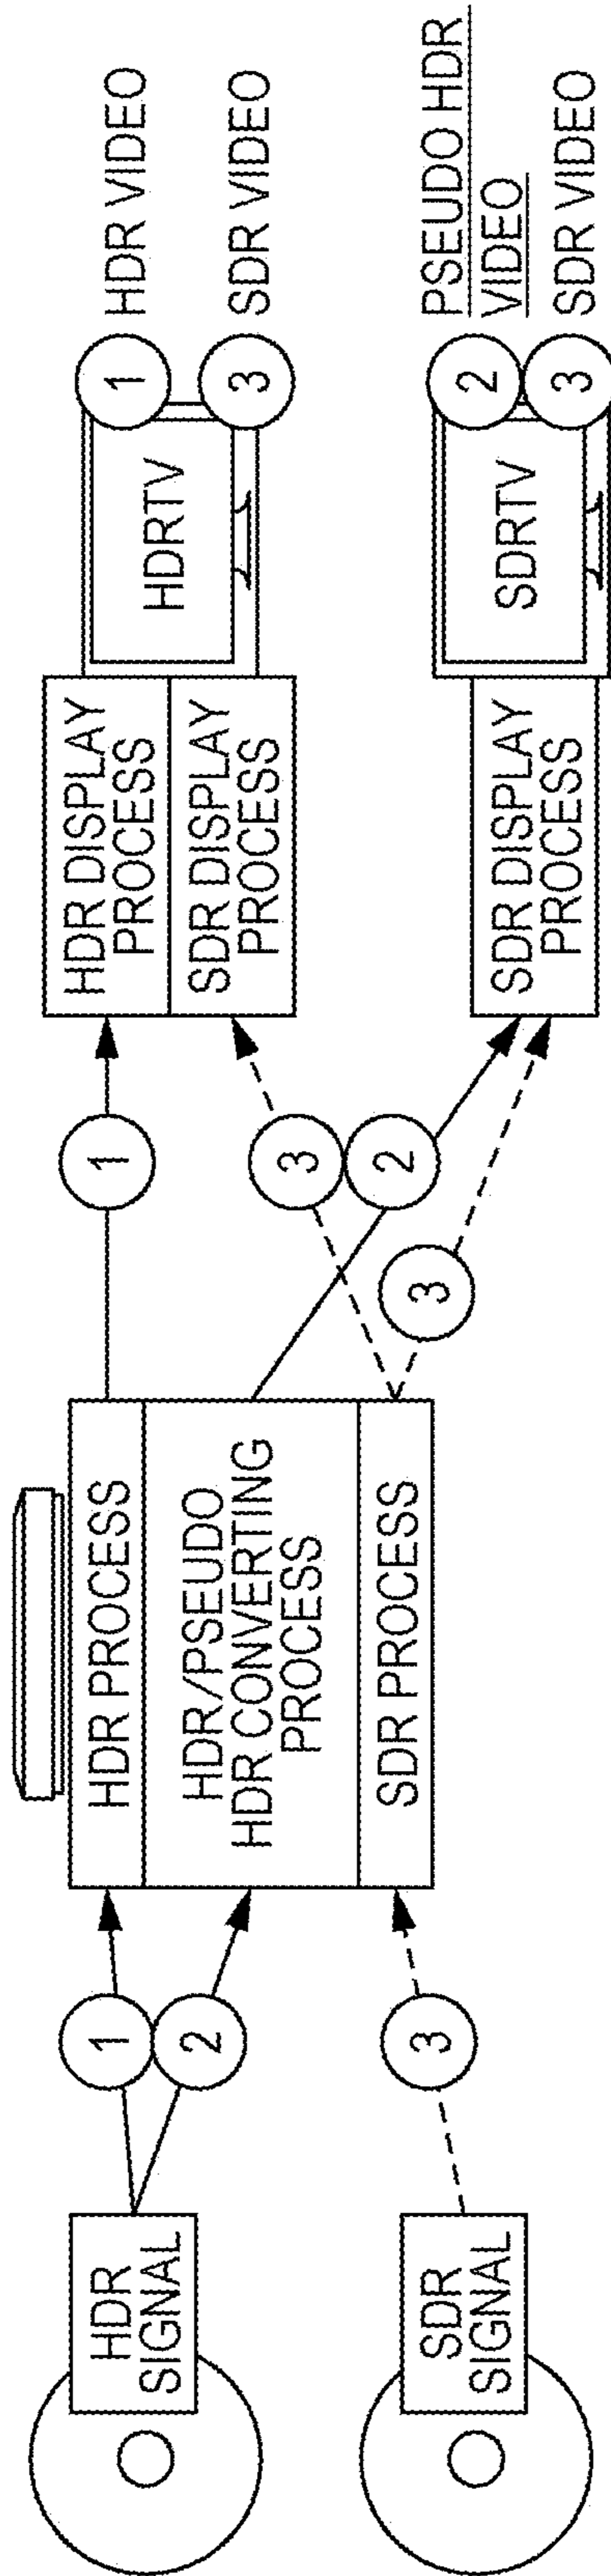 HDR
SIGNAL
SDR
SIGNAL
1
2
3
HDR PROCESS
HDR/PSEUDO
HDR CONVERTING
PROCESS
SDR PROCESS
1
3
2
3
HDR DISPLAY
PROCESS
SDR DISPLAY
PROCESS
SDR DISPLAY
PROCESS
HDRTV
SDRTV
1
HDR VIDEO
3
SDR VIDEO
2
PSEUDO HDR
VIDEO
3
SDR VIDEO